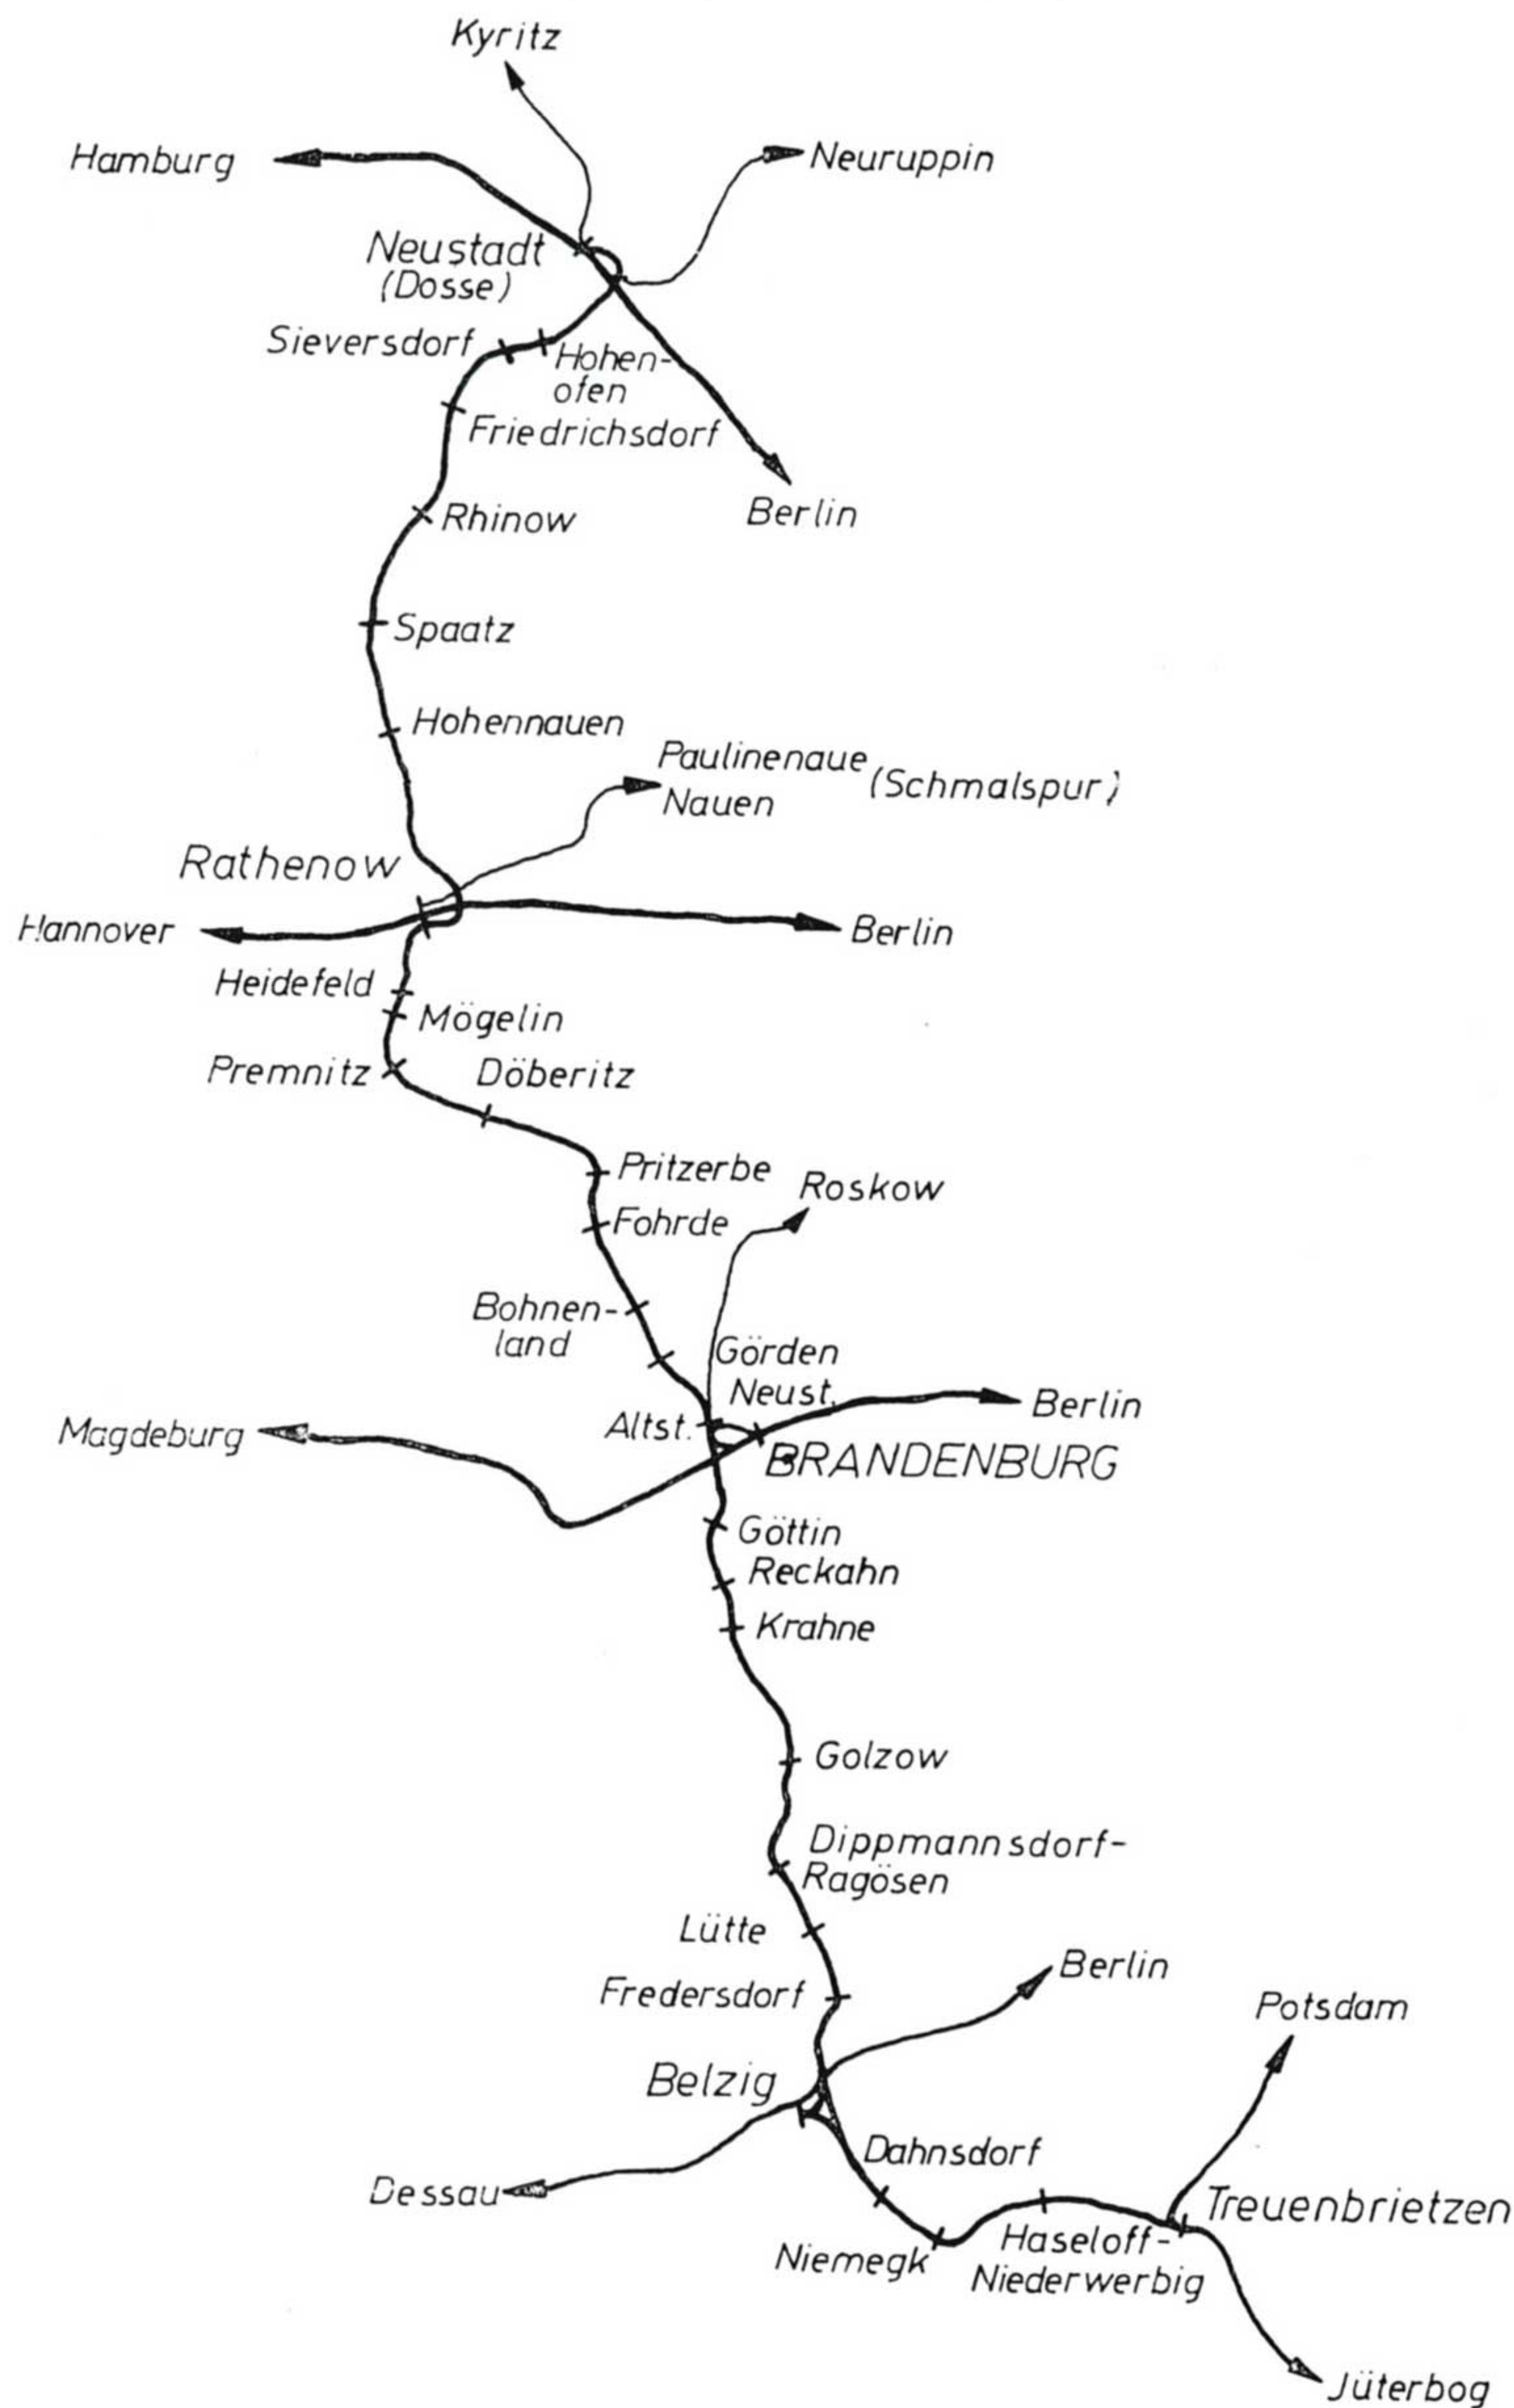 Kyritz
Hamburg
Neuruppin
Neustadt
(Dosse)
Sieversdorf
Hohen-
ofen
Friedrichsdorf
Berlin
Rhinow
Spaatz
Hohennauen
Paulinenaue
(Schmalspur)
Nauen
Rathenow
Hannover
Berlin
Heidefeld
Mögelin
Premnitz
Döberitz
Pritzerbe
Roskow
Fohrde
Bohnen-
land
Görden
Neust.
Berlin
Altst.
Magdeburg
BRANDENBURG
Göttin
Reckahn
Krahne
Golzow
Dippmannsdorf-
Ragösen
Lütte
Berlin
Fredersdorf
Potsdam
Belzig
Dahnsdorf
Dessau
Treuenbrietzen
Haseloff-
Niederwerbig
Niemegk
Jüterbog